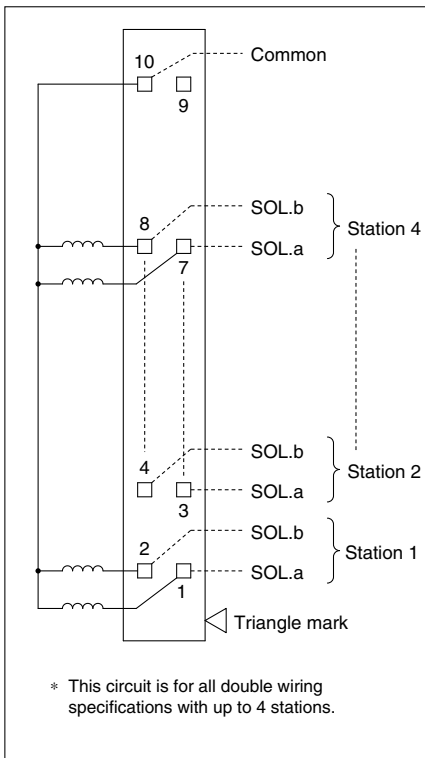 10
Common
9
8
SOL.b
SOL.a
Station 4
7
4
SOL.b
SOL.a
Station 2
3
2
SOL.b
SOL.a
Station 1
1
Triangle mark
* This circuit is for all double wiring
specifications with up to 4 stations.